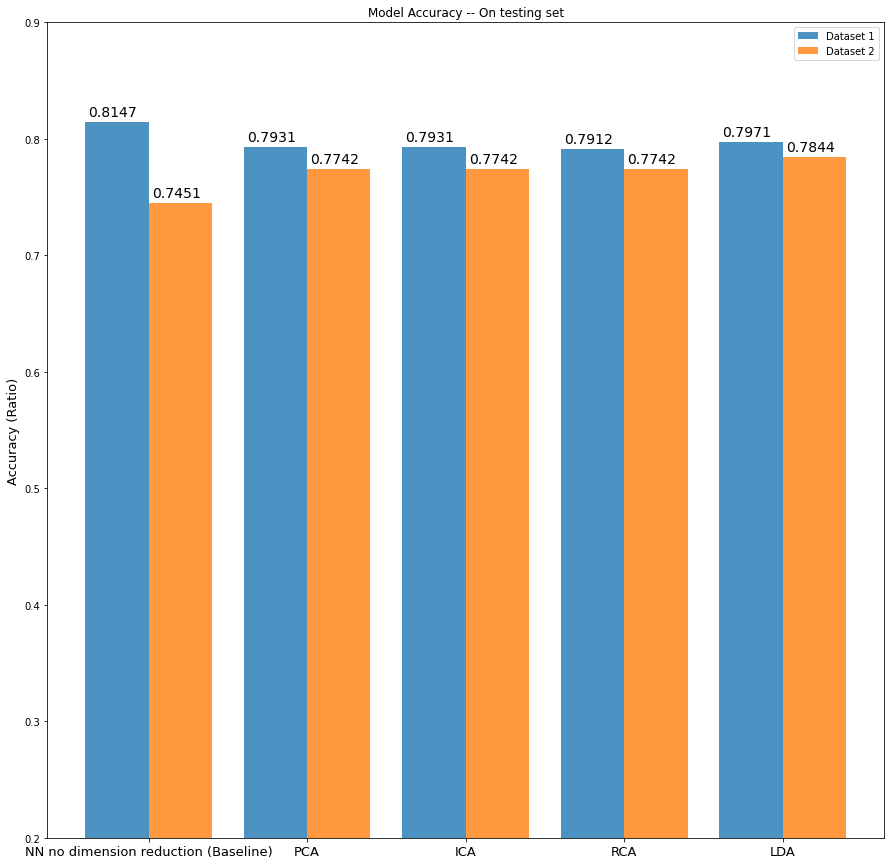 Model Accuracy -- On testing set
Dataset 1
Dataset 2
Accuracy (Ratio)
0.9
0.8
0.7
0.6
0.5
0.4
0.3
0.2
0.8147
0.7451
0.7931
0.7742
0.7931
0.7742
0.7912
0.7742
0.7971
0.7844
NN no dimension reduction (Baseline)
PCA
ICA
RCA
LDA